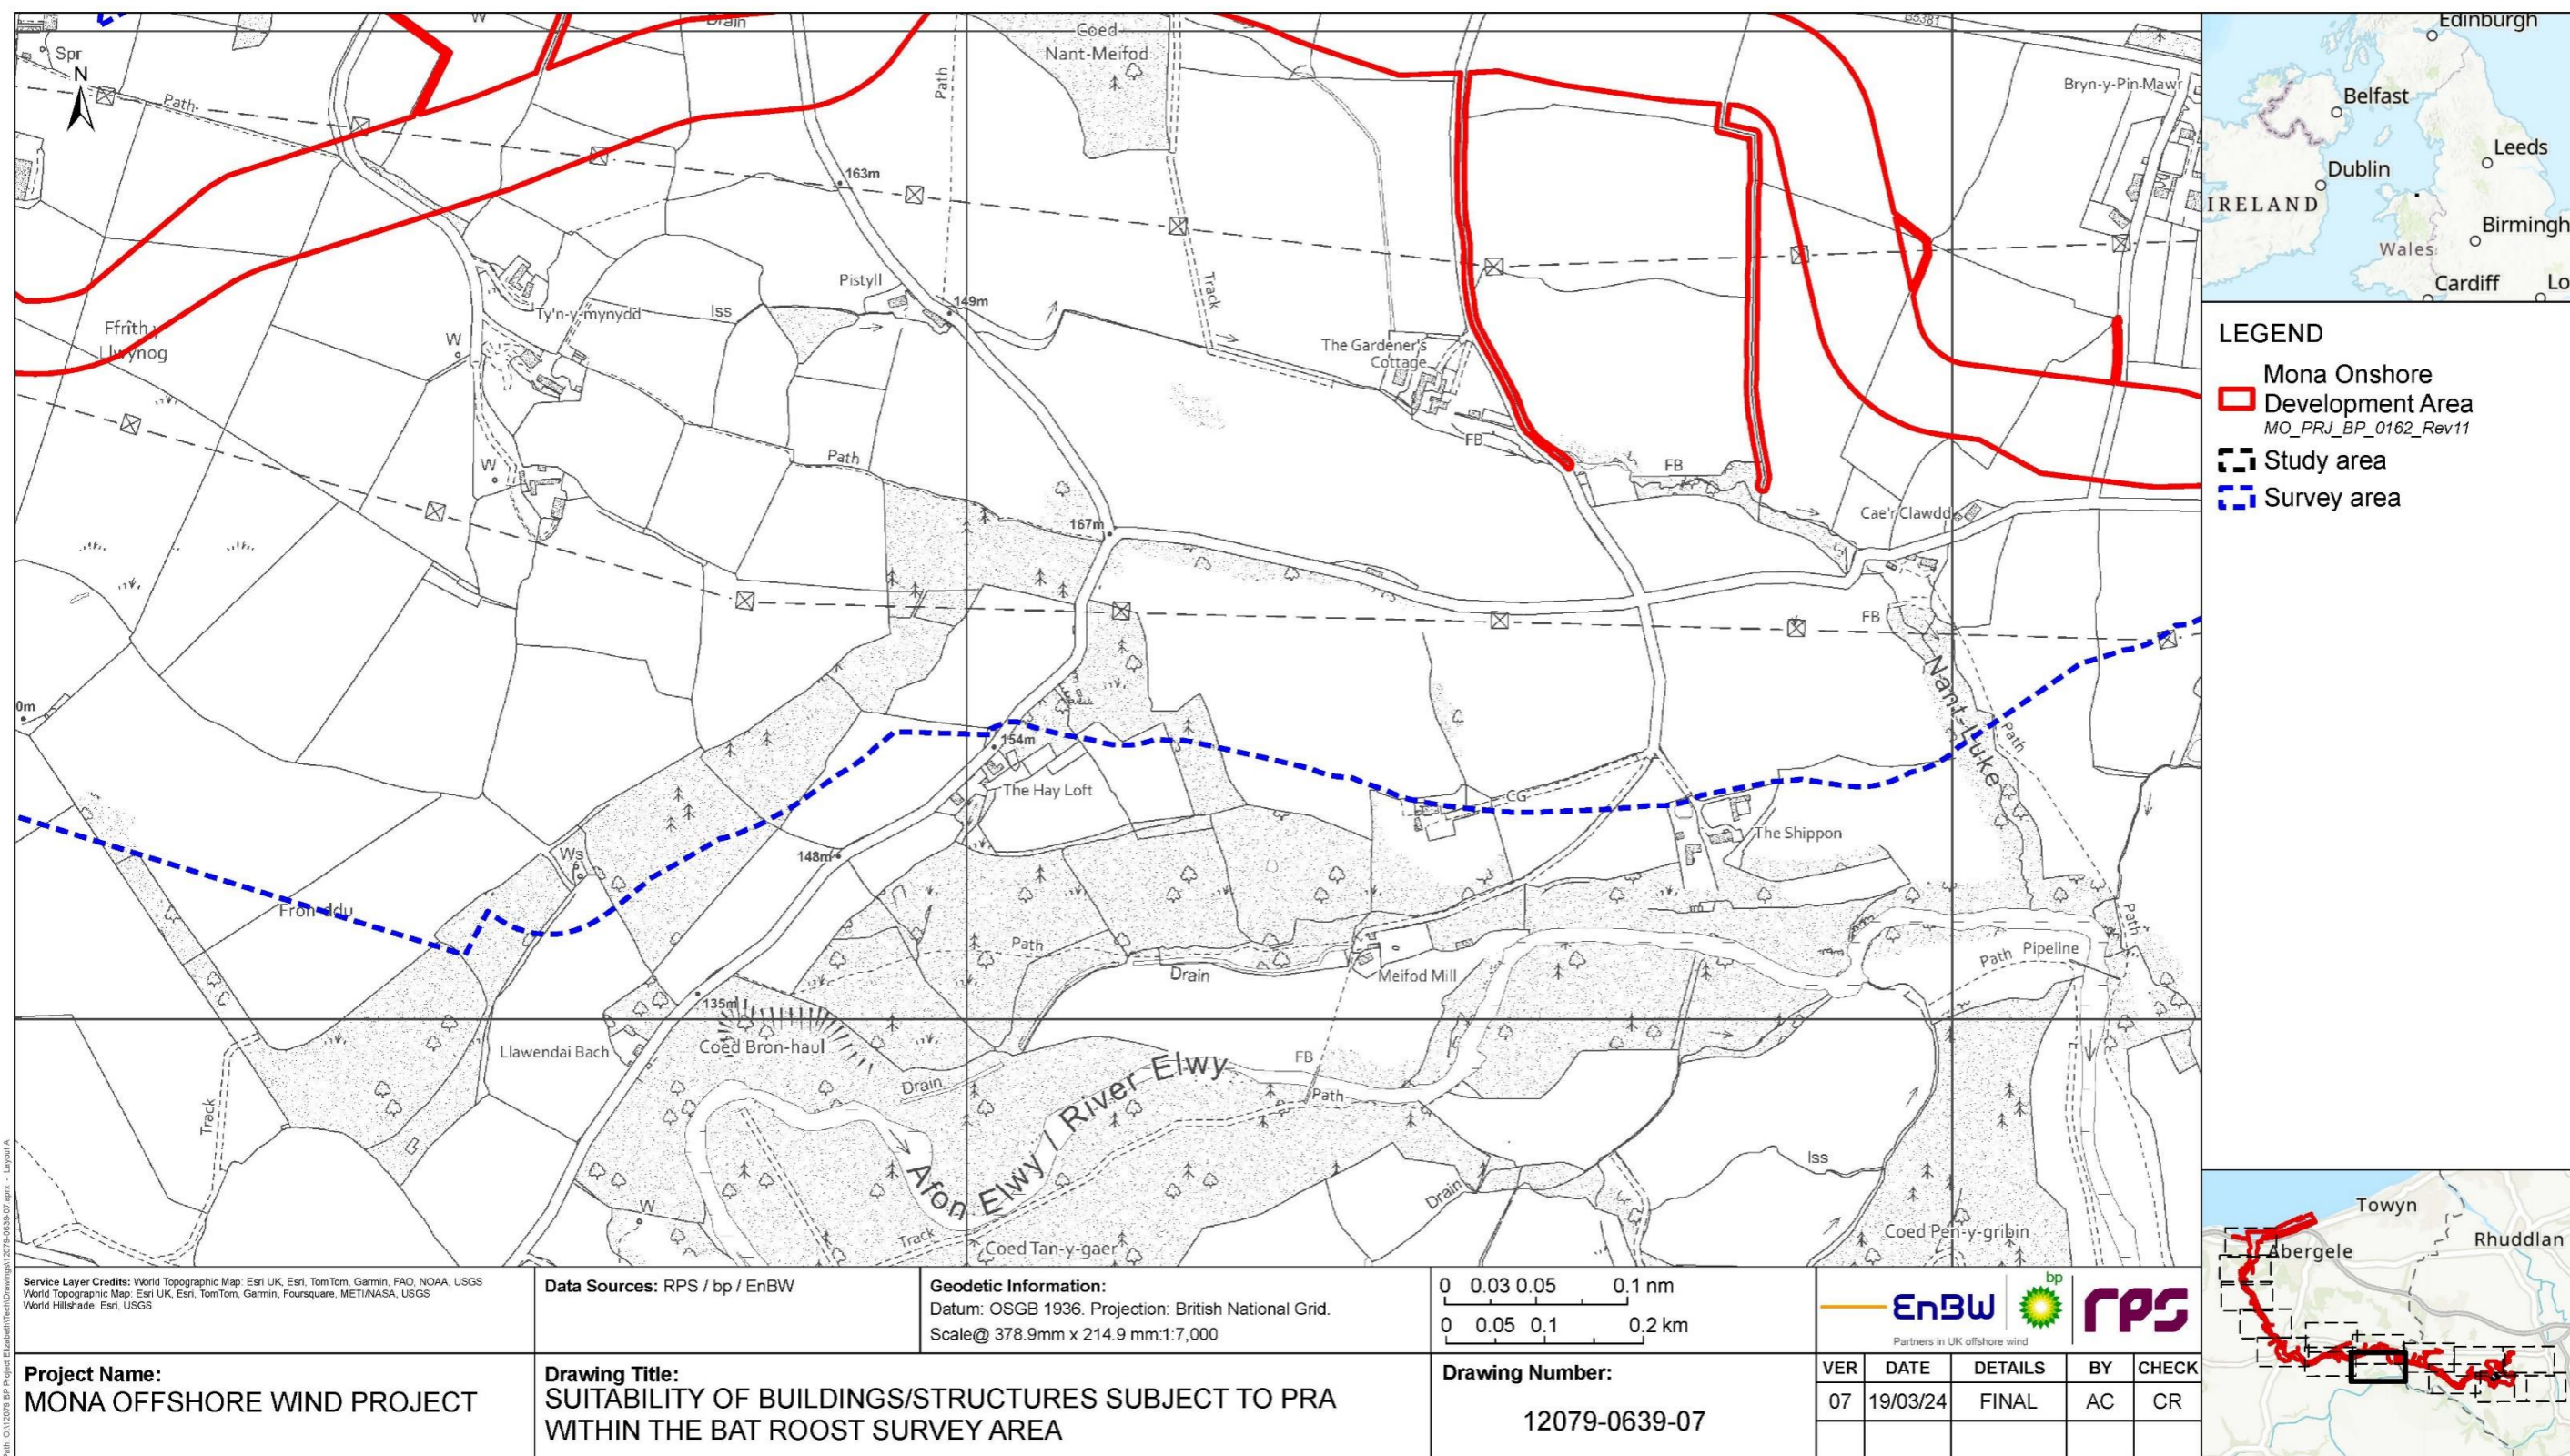 Spr
N
Path
W
Drain
Path
Coed
Nant-Meifod
B5381
Bryn-y-Pin Mawr
163m
Pistyll
149m
Track
Ty'n-y-mynydd
Iss
Ffrîth y
Llwynog
W
The Gardener's
Cottage
FB
FB
W
Path
167m
Cae'r Clawdd
FB
0m
Nant-Luke
Path
154m
The Hay Loft
CG
The Shippon
148m
Ws
Fron-ddu
Path
Drain
Meifod Mill
Path
Path
Pipeline
135m
Coed Bron-haul
Llawendai Bach
Drain
Afon Elwy / River Elwy
FB
Path
Track
Iss
Drain
W
Track
Coed Tan-y-gaer
Coed Pen-y-gribin
Edinburgh
Belfast
Leeds
Dublin
IRELAND
Birmingh
Wales
Cardiff
Lo
LEGEND
Mona Onshore
Development Area
MO_PRJ_BP_0162_Rev11
Study area
Survey area
Towyn
Abergele
Rhuddlan
Service Layer Credits: World Topographic Map: Esri UK, Esri, TomTom, Garmin, FAO, NOAA, USGS
World Topographic Map: Esri UK, Esri, TomTom, Garmin, Foursquare, METI/NASA, USGS
World Hillshade: Esri, USGS
Data Sources: RPS / bp / EnBW
Geodetic Information:
Datum: OSGB 1936. Projection: British National Grid.
Scale@ 378.9mm x 214.9 mm:1:7,000
0 0.03 0.05 0.1 nm
0 0.05 0.1 0.2 km
EnBW
bp
rps
Partners in UK offshore wind
Project Name:
MONA OFFSHORE WIND PROJECT
Drawing Title:
SUITABILITY OF BUILDINGS/STRUCTURES SUBJECT TO PRA
WITHIN THE BAT ROOST SURVEY AREA
Drawing Number:
12079-0639-07
VER DATE DETAILS BY CHECK
07 19/03/24 FINAL AC CR